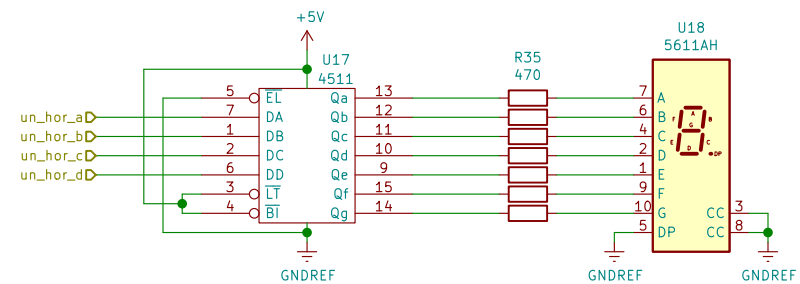 +5V
U18
5611AH
U17
4511
R35
470
5 EL Qa 13 7 A
un_hor_a 7 DA Qb 12 6 B
un_hor_b 1 DB Qc 11 4 C
un_hor_c 2 DC Qd 10 2 D
un_hor_d 6 DD Qe 9 1 E
3 LT Qf 15 9 F
4 BI Qg 14 10 G CC 3
5 DP CC 8
A
F B
G
E C
D DP
GNDREF GNDREF GNDREF